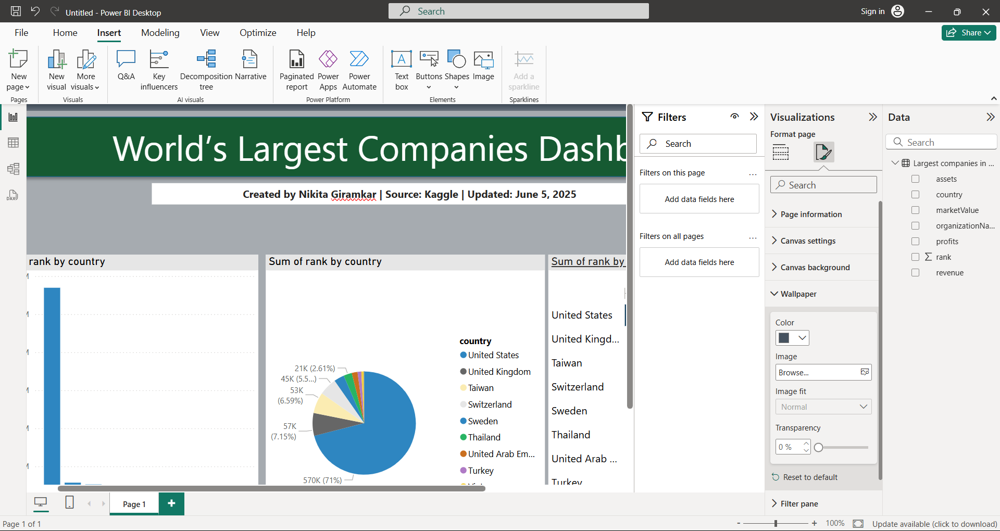 Untitled - Power BI Desktop
Search
Sign in
File Home Insert Modeling View Optimize Help
Share
New page
New visual
More visuals
Q&A
Key influencers
Decomposition tree
Narrative
Paginated report
Power Apps
Power Automate
Text box
Buttons
Shapes
Image
Add a sparkline
Pages
Visuals
AI visuals
Power Platform
Elements
Sparklines
World's Largest Companies Dashb
Created by Nikita Giramkar | Source: Kaggle | Updated: June 5, 2025
rank by country
Sum of rank by country
country
United States
United Kingdom
Taiwan
Switzerland
Sweden
Thailand
United Arab Em...
Turkey
21K (2.61%)
45K (5.5...)
53K
(6.59%)
57K
(7.15%)
570K (71%)
Sum of rank by
United States
United Kingd...
Taiwan
Switzerland
Sweden
Thailand
United Arab ...
Turkey
Filters
Search
Filters on this page
...
Add data fields here
Filters on all pages
...
Add data fields here
Visualizations
Format page
Search
Page information
Canvas settings
Canvas background
Wallpaper
Color
Image
Browse...
Image fit
Normal
Transparency
0 %
Reset to default
Filter pane
Data
Search
Largest companies in ...
assets
country
marketValue
organizationNa...
profits
Σ rank
revenue
Page 1
Page 1 of 1
- + 100%
Update available (click to download)